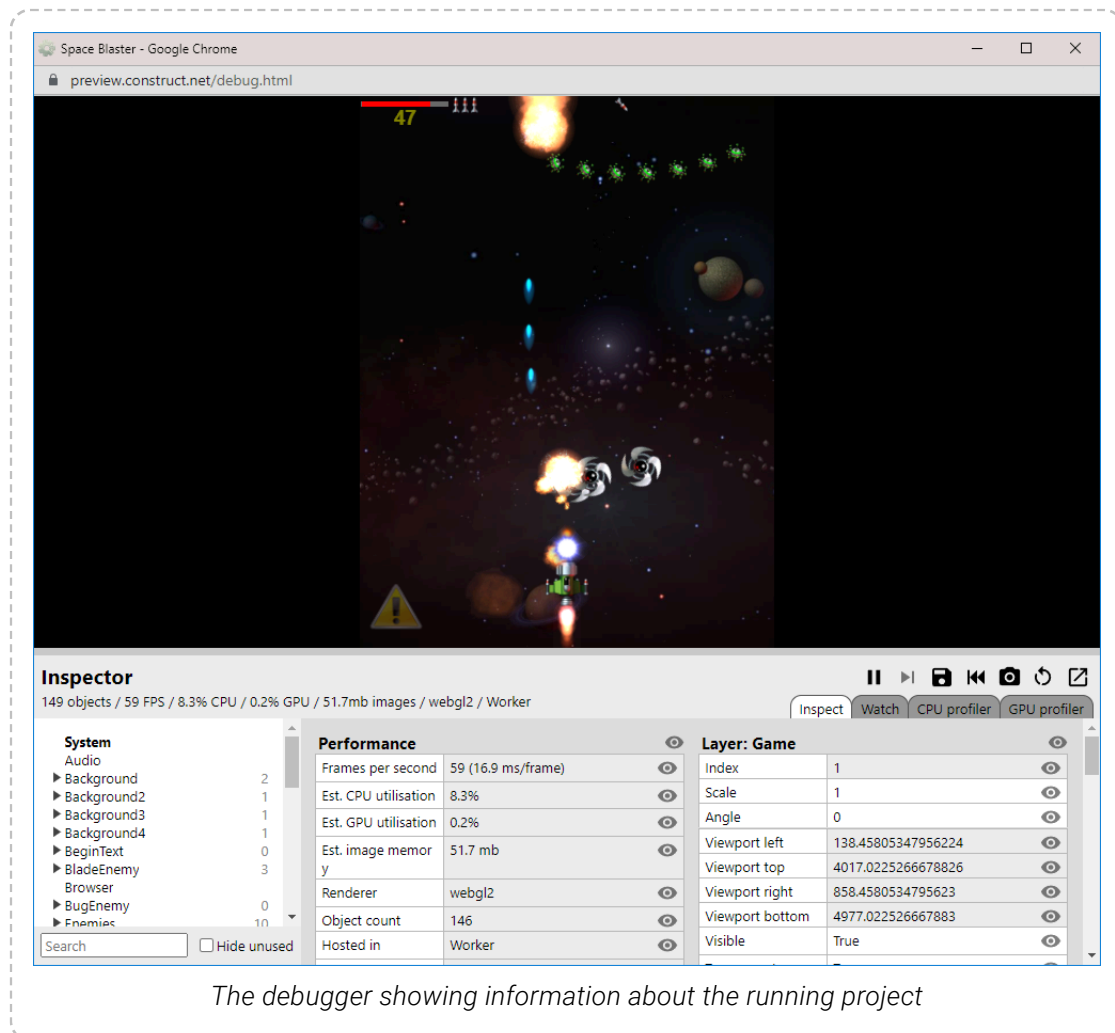 Space Blaster - Google Chrome
preview.construct.net/debug.html
47
Inspector
149 objects / 59 FPS / 8.3% CPU / 0.2% GPU / 51.7mb images / webgl2 / Worker
Inspect Watch CPU profiler GPU profiler
System
Audio
Background 2
Background2 1
Background3 1
Background4 1
BeginText 0
BladeEnemy 3
Browser
BugEnemy 0
Enemies 10
Search Hide unused
Performance
Frames per second 59 (16.9 ms/frame)
Est. CPU utilisation 8.3%
Est. GPU utilisation 0.2%
Est. image memor 51.7 mb
y
Renderer webgl2
Object count 146
Hosted in Worker
Layer: Game
Index 1
Scale 1
Angle 0
Viewport left 138.45805347956224
Viewport top 4017.0225266678826
Viewport right 858.4580534795623
Viewport bottom 4977.022526667883
Visible True
The debugger showing information about the running project